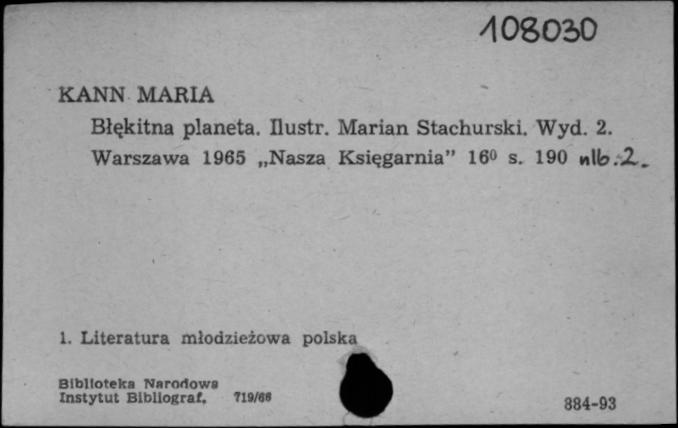 108030
KANN MARIA
Błękitna planeta. Ilustr. Marian Stachurski. Wyd. 2.
Warszawa 1965 „Nasza Księgarnia” 16⁰ s. 190 nlb. 2.
1. Literatura młodzieżowa polska
Biblioteka Narodowa
Instytut Bibliograf. 719/66
884-93